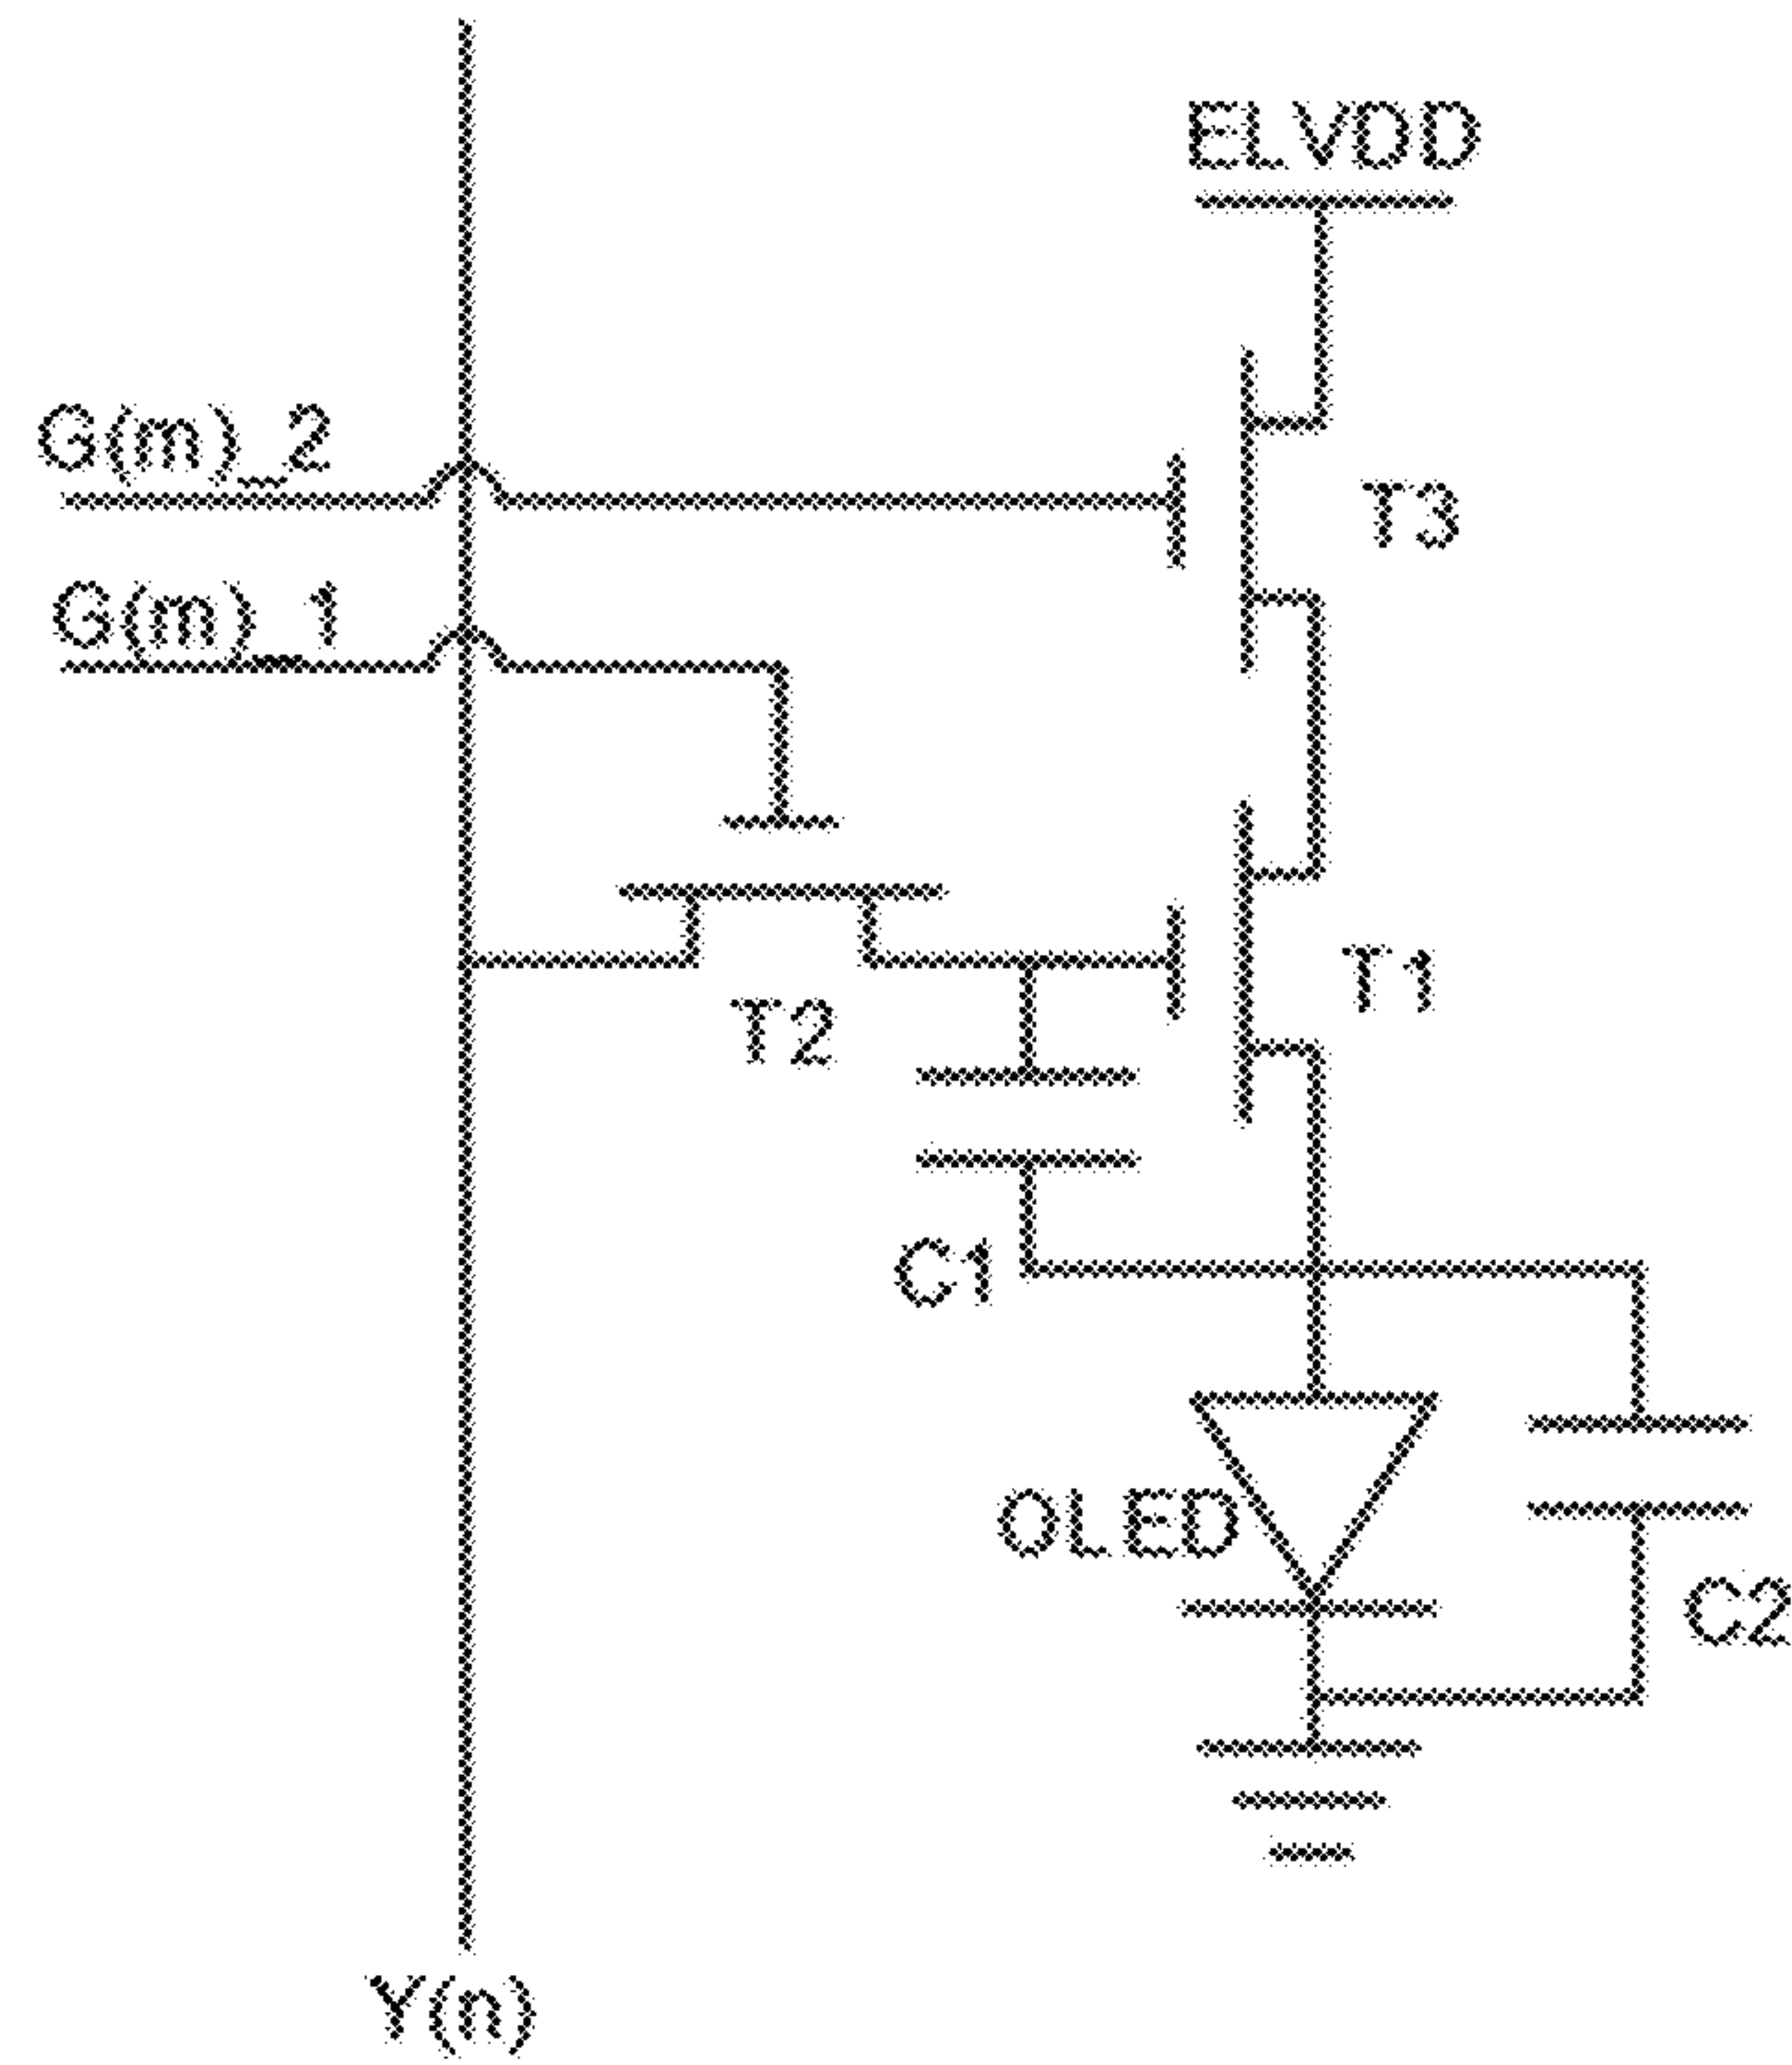 ELVDD
G(m)_2
T3
G(m)_1
T1
T2
C1
OLED
C2
Y(n)